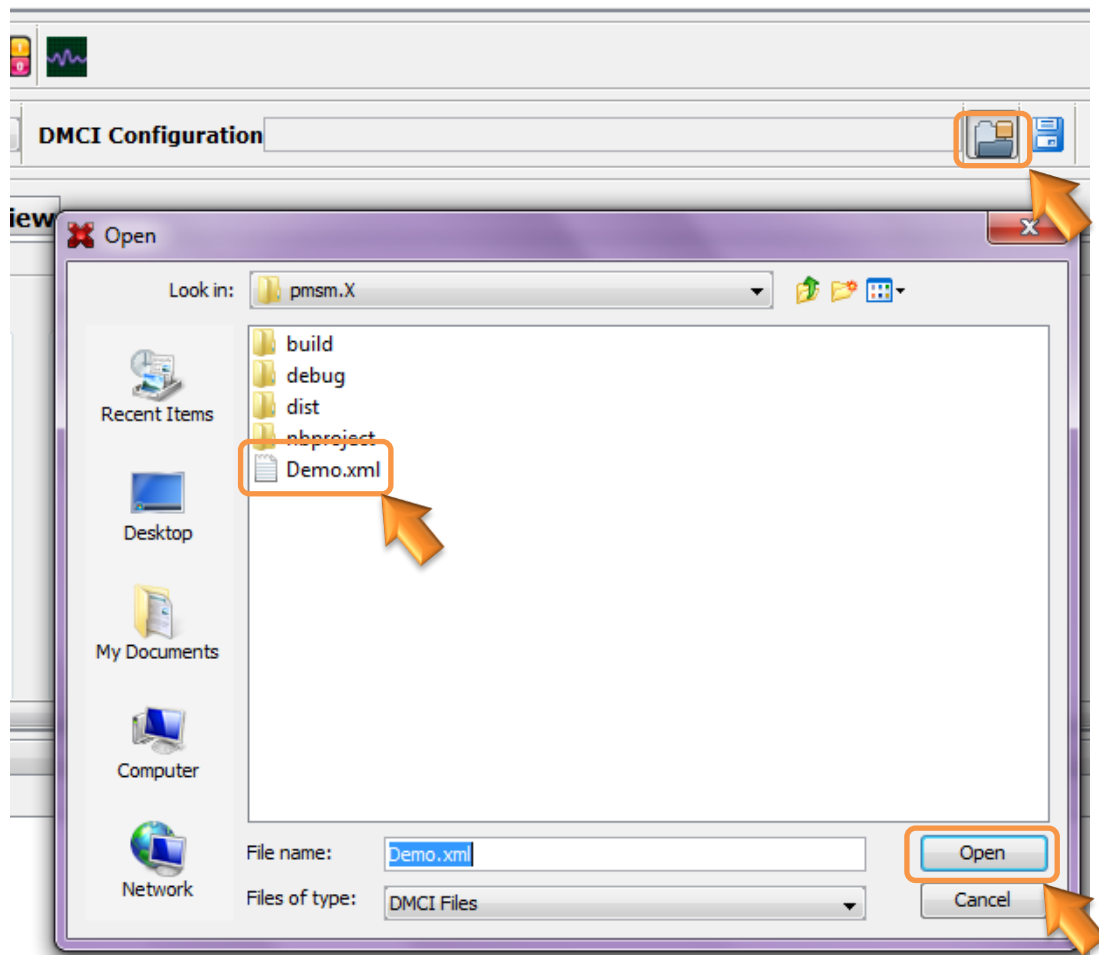 DMCI Configuration
iew
Open
Look in:
pmsm.X
build
debug
dist
nbproject
Demo.xml
Recent Items
Desktop
My Documents
Computer
Network
File name:
Demo.xml
Open
Files of type:
DMCI Files
Cancel